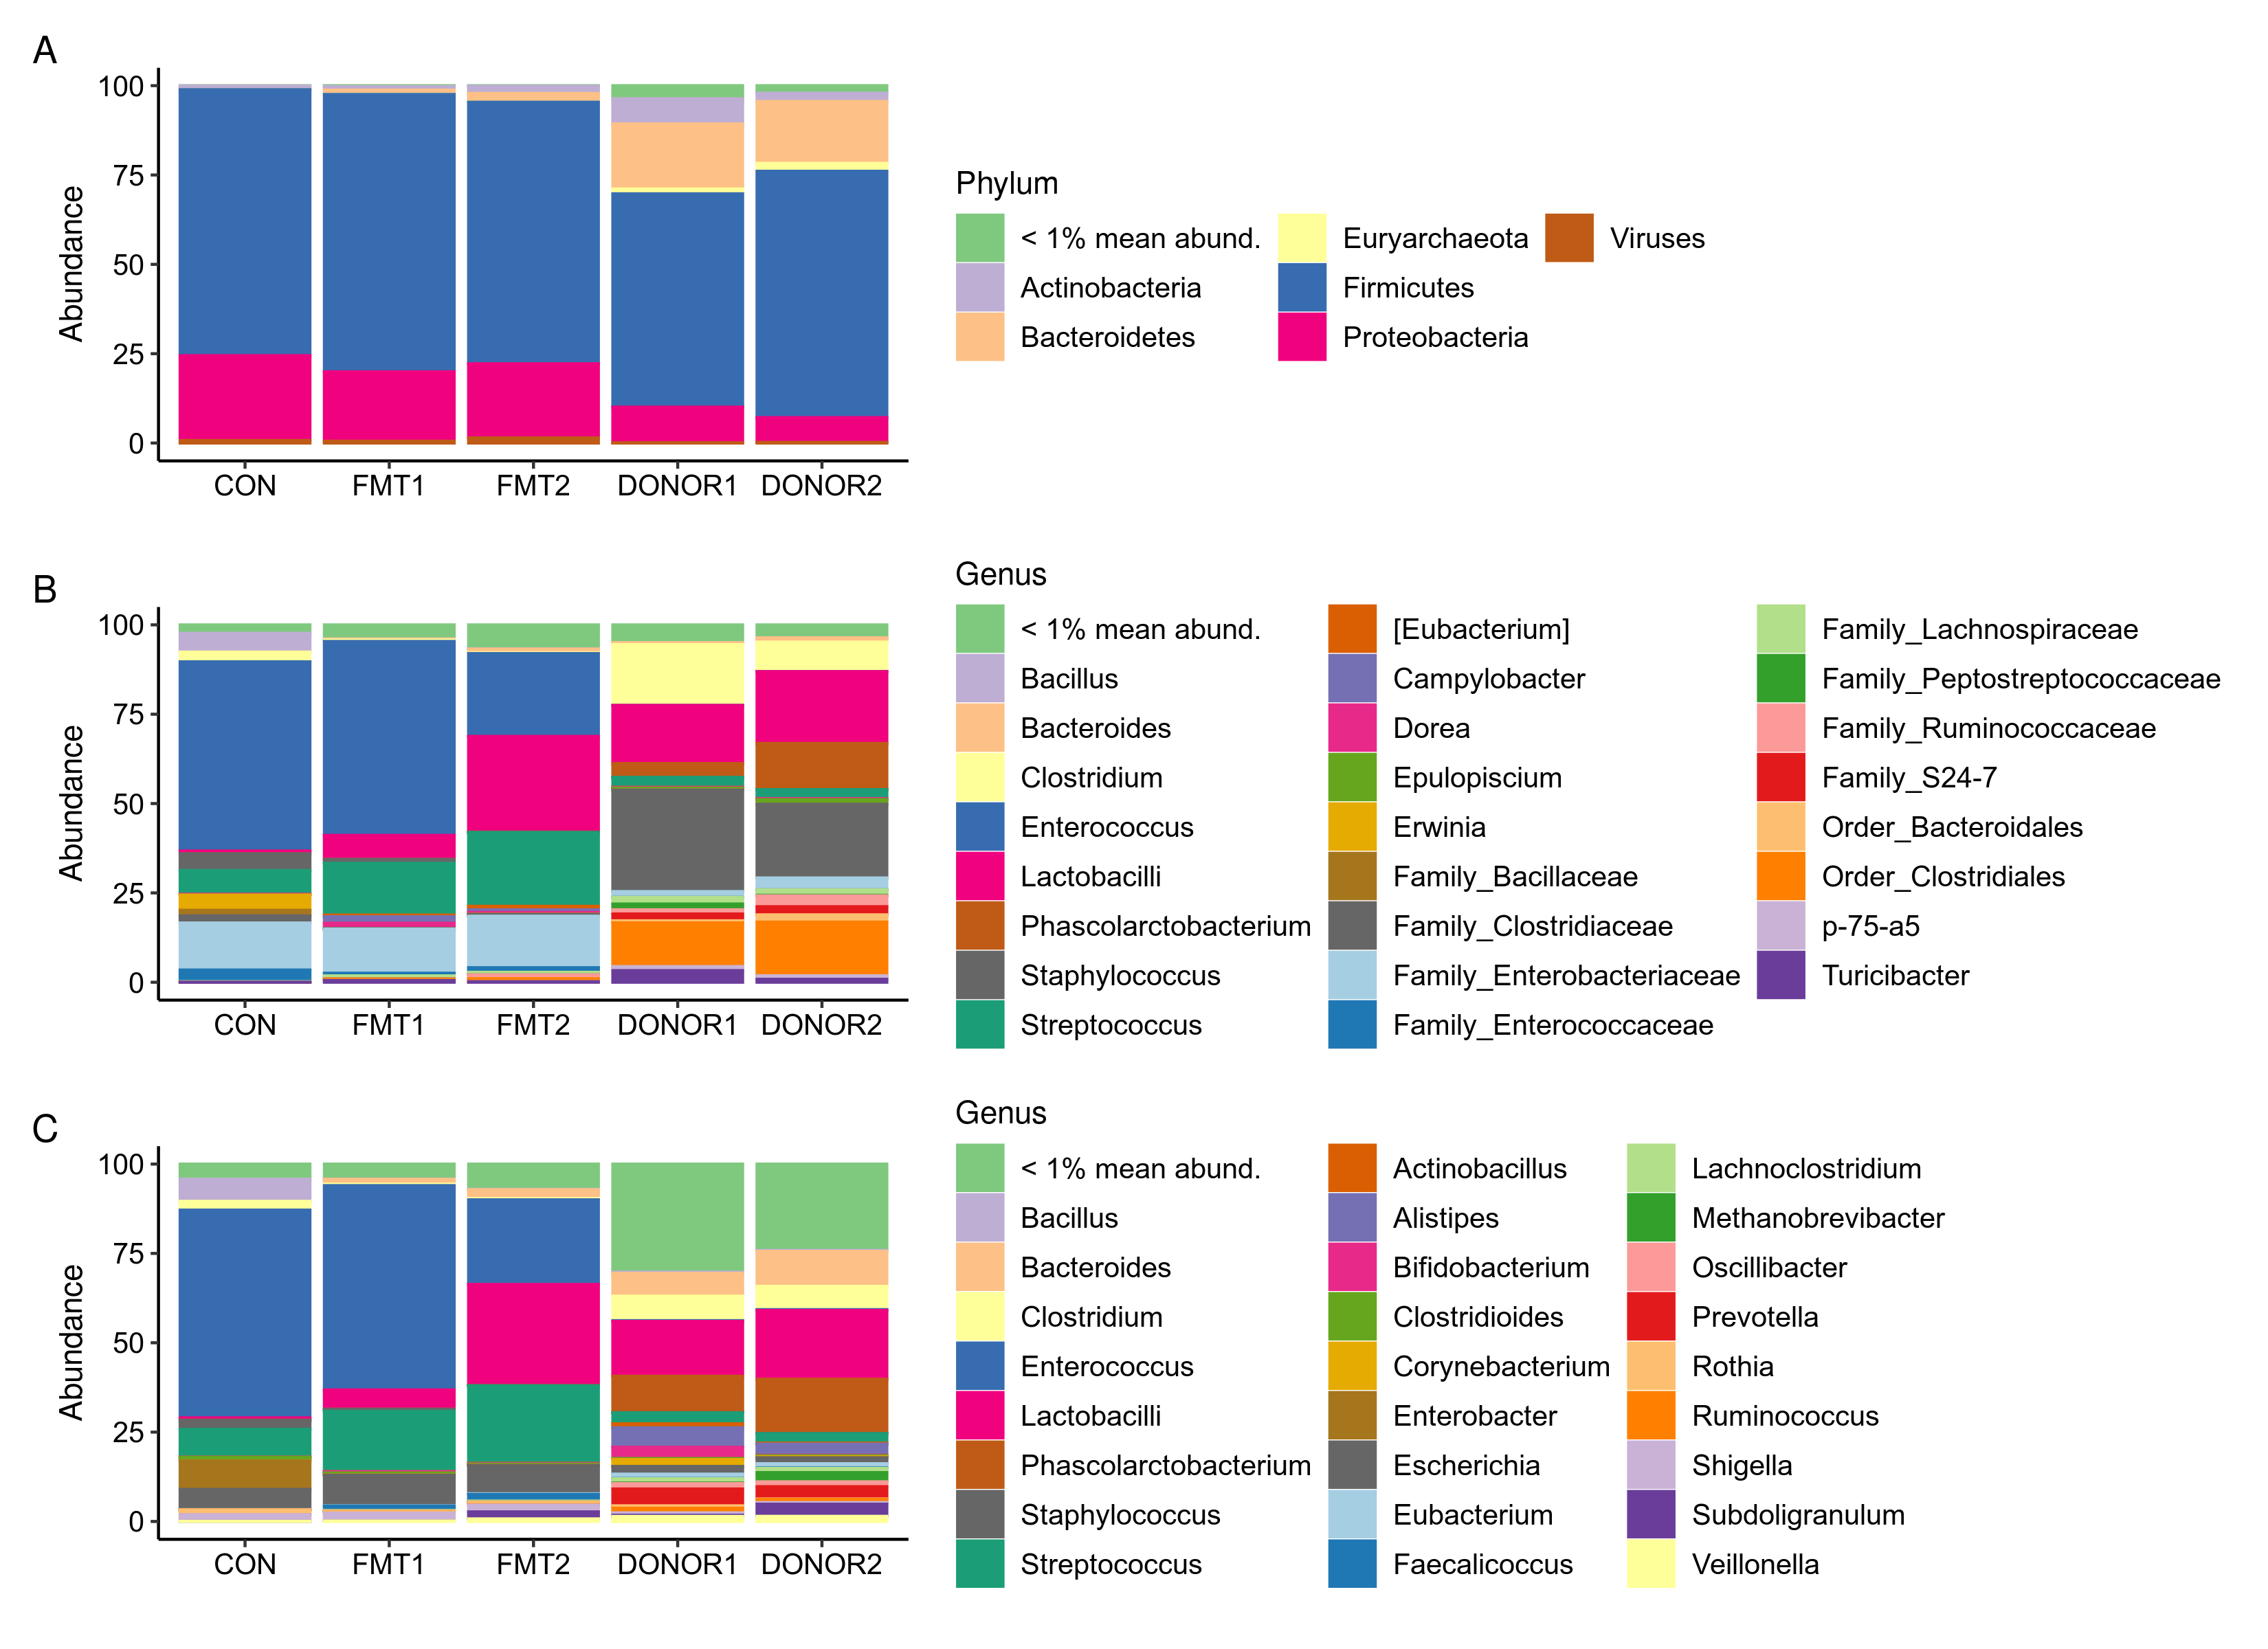 A
100
75
50
25
0
Abundance
CON FMT1 FMT2 DONOR1 DONOR2
Phylum
< 1% mean abund. Euryarchaeota Viruses
Actinobacteria Firmicutes
Bacteroidetes Proteobacteria
B
100
75
50
25
0
Abundance
CON FMT1 FMT2 DONOR1 DONOR2
Genus
< 1% mean abund. [Eubacterium] Family_Lachnospiraceae
Bacillus Campylobacter Family_Peptostreptococcaceae
Bacteroides Dorea Family_Ruminococcaceae
Clostridium Epulopiscium Family_S24-7
Enterococcus Erwinia Order_Bacteroidales
Lactobacilli Family_Bacillaceae Order_Clostridiales
Phascolarctobacterium Family_Clostridiaceae p-75-a5
Staphylococcus Family_Enterobacteriaceae Turicibacter
Streptococcus Family_Enterococcaceae
C
100
75
50
25
0
Abundance
CON FMT1 FMT2 DONOR1 DONOR2
Genus
< 1% mean abund. Actinobacillus Lachnoclostridium
Bacillus Alistipes Methanobrevibacter
Bacteroides Bifidobacterium Oscillibacter
Clostridium Clostridioides Prevotella
Enterococcus Corynebacterium Rothia
Lactobacilli Enterobacter Ruminococcus
Phascolarctobacterium Escherichia Shigella
Staphylococcus Eubacterium Subdoligranulum
Streptococcus Faecalicoccus Veillonella